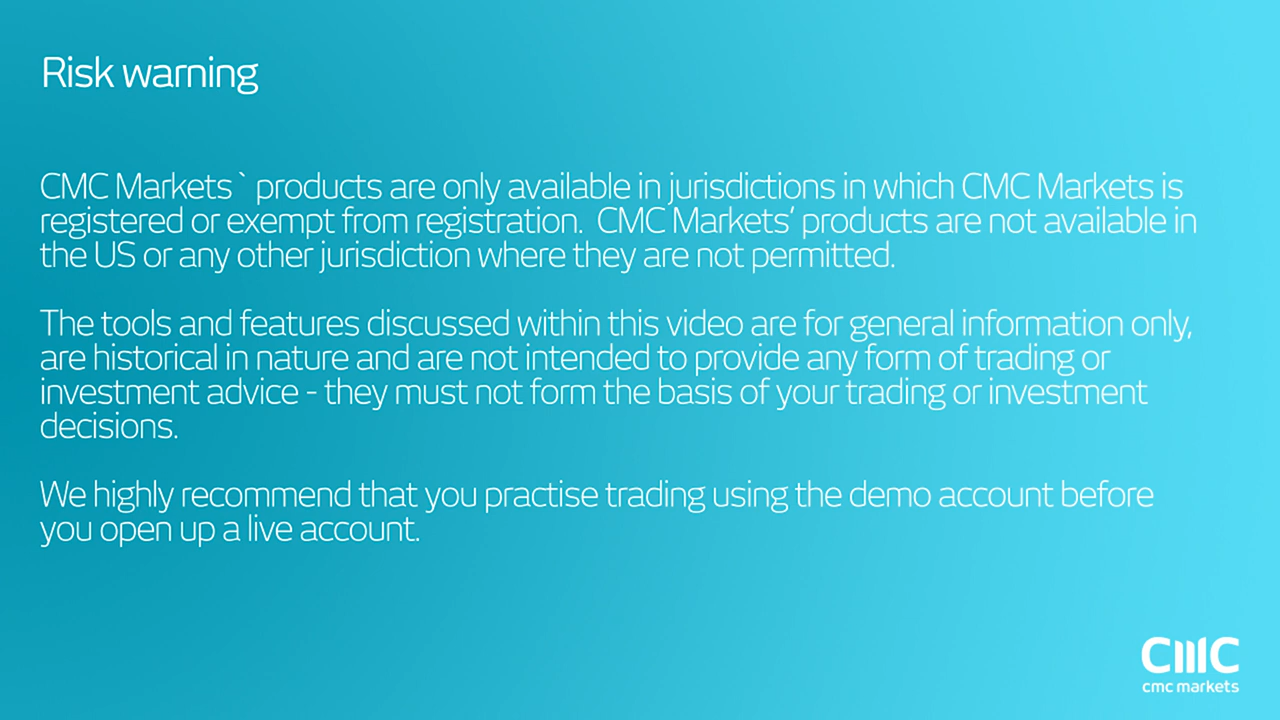 Risk warning
CMC Markets` products are only available in jurisdictions in which CMC Markets is
registered or exempt from registration.  CMC Markets’ products are not available in
the US or any other jurisdiction where they are not permitted.
The tools and features discussed within this video are for general information only,
are historical in nature and are not intended to provide any form of trading or
investment advice - they must not form the basis of your trading or investment
decisions.
We highly recommend that you practise trading using the demo account before
you open up a live account.
CMC
cmc markets